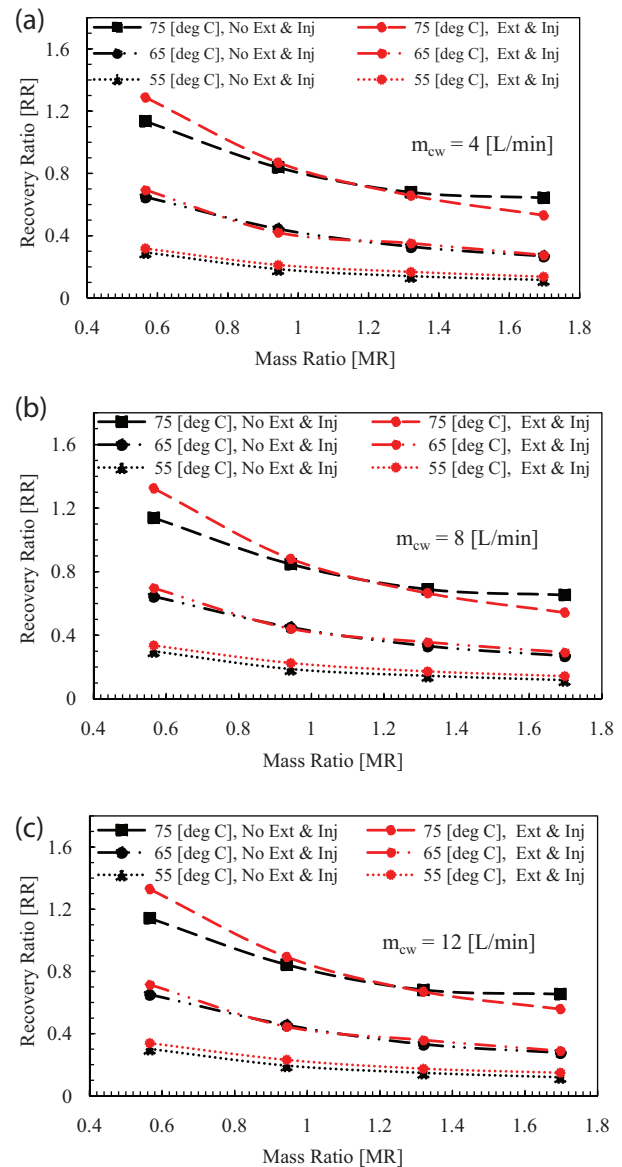 (a)
75 [deg C], No Ext & Inj 75 [deg C], Ext & Inj
65 [deg C], No Ext & Inj 65 [deg C], Ext & Inj
55 [deg C], No Ext & Inj 55 [deg C], Ext & Inj
m_cw = 4 [L/min]
Recovery Ratio [RR]
1.6
1.2
0.8
0.4
0
0.4 0.6 0.8 1 1.2 1.4 1.6 1.8
Mass Ratio [MR]
(b)
75 [deg C], No Ext & Inj 75 [deg C], Ext & Inj
65 [deg C], No Ext & Inj 65 [deg C], Ext & Inj
55 [deg C], No Ext & Inj 55 [deg C], Ext & Inj
m_cw = 8 [L/min]
Recovery Ratio [RR]
1.6
1.2
0.8
0.4
0
0.4 0.6 0.8 1 1.2 1.4 1.6 1.8
Mass Ratio [MR]
(c)
75 [deg C], No Ext & Inj 75 [deg C], Ext & Inj
65 [deg C], No Ext & Inj 65 [deg C], Ext & Inj
55 [deg C], No Ext & Inj 55 [deg C], Ext & Inj
m_cw = 12 [L/min]
Recovery Ratio [RR]
1.6
1.2
0.8
0.4
0
0.4 0.6 0.8 1 1.2 1.4 1.6 1.8
Mass Ratio [MR]